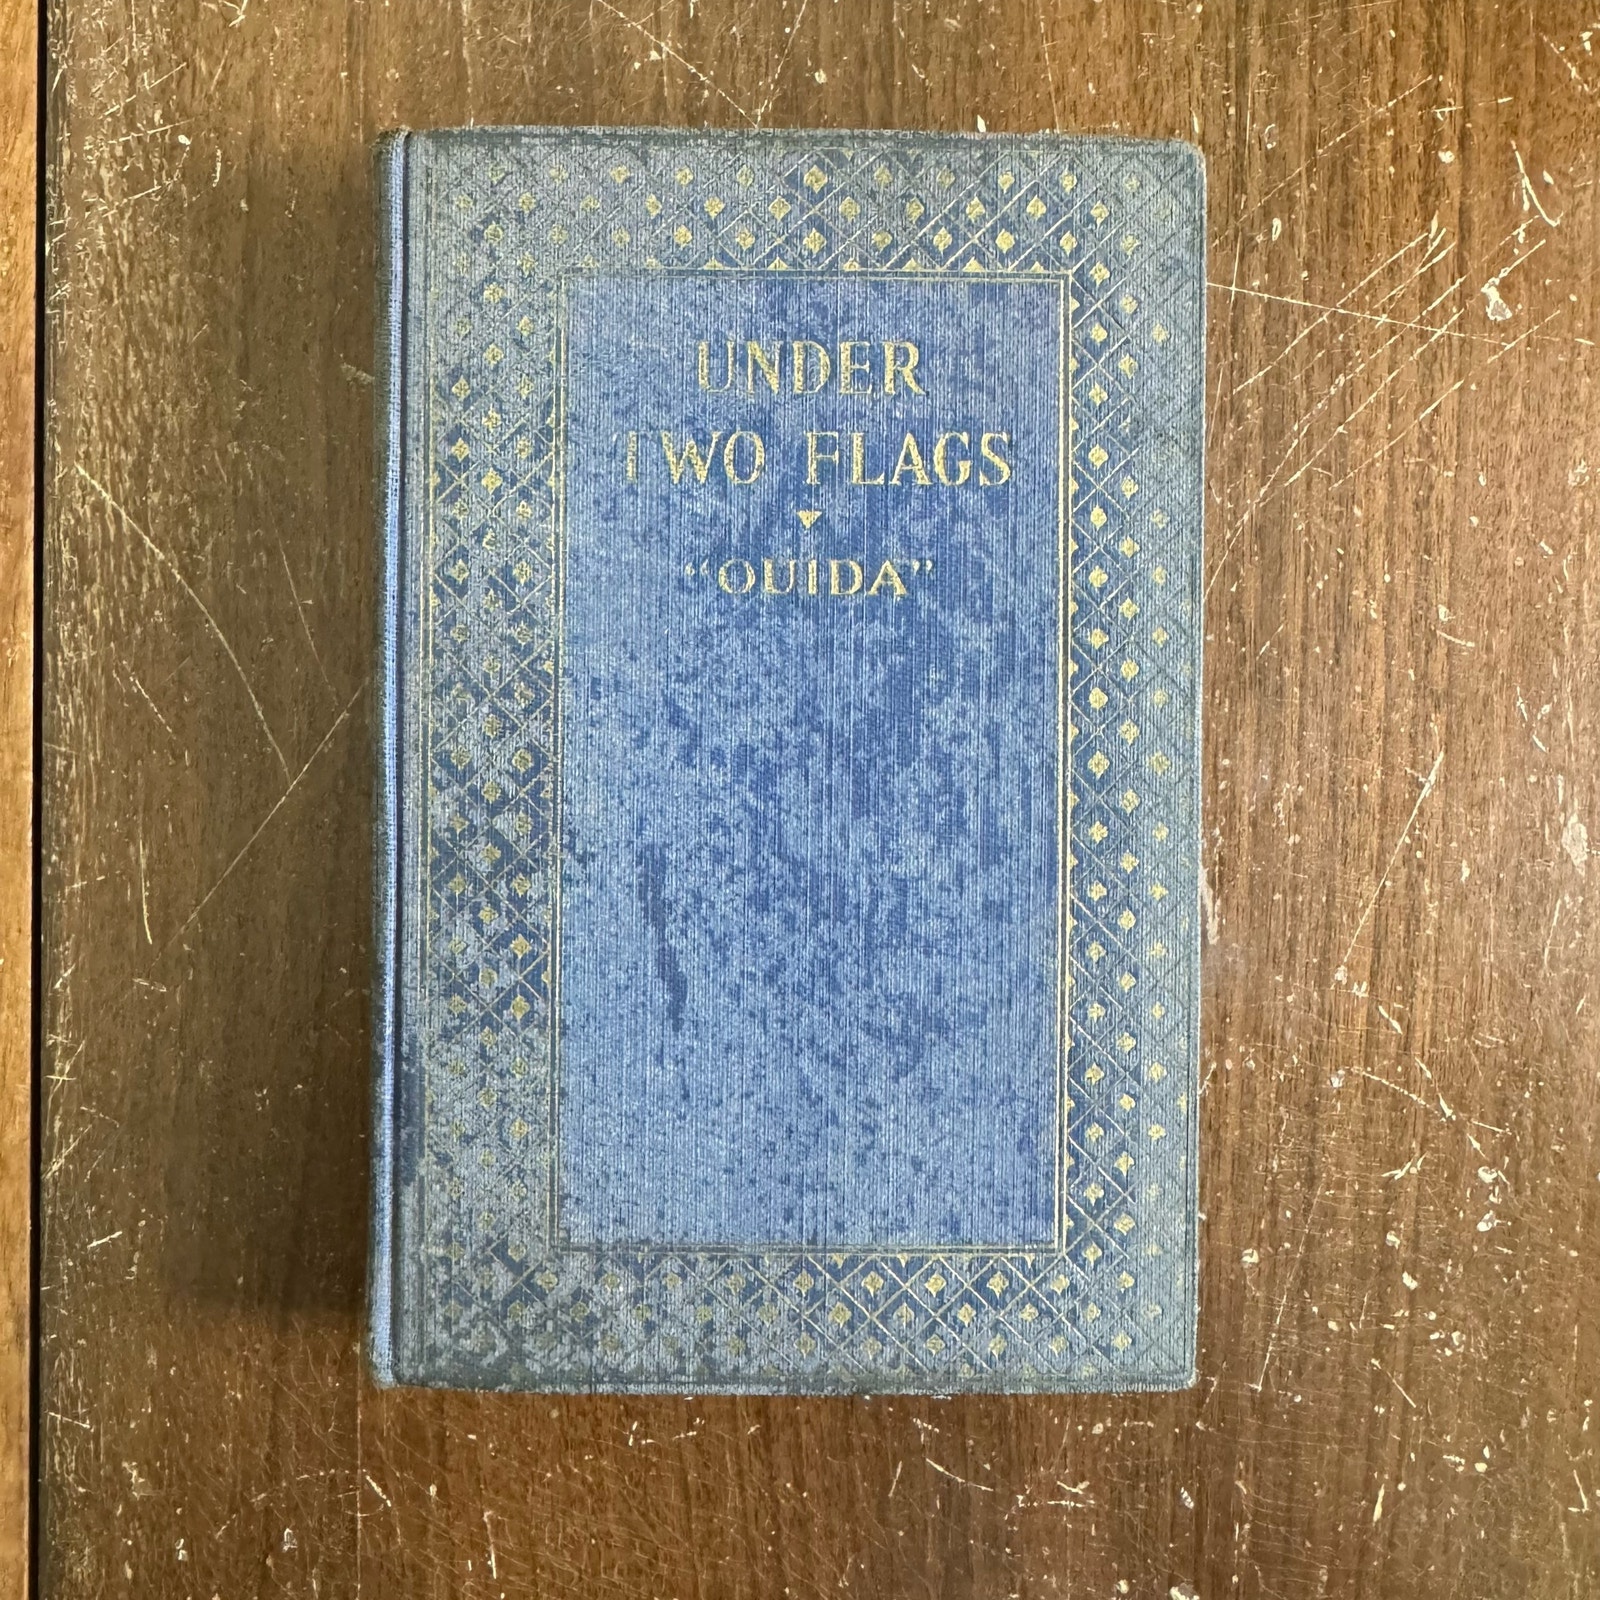 UNDER
TWO FLAGS
"OUIDA"